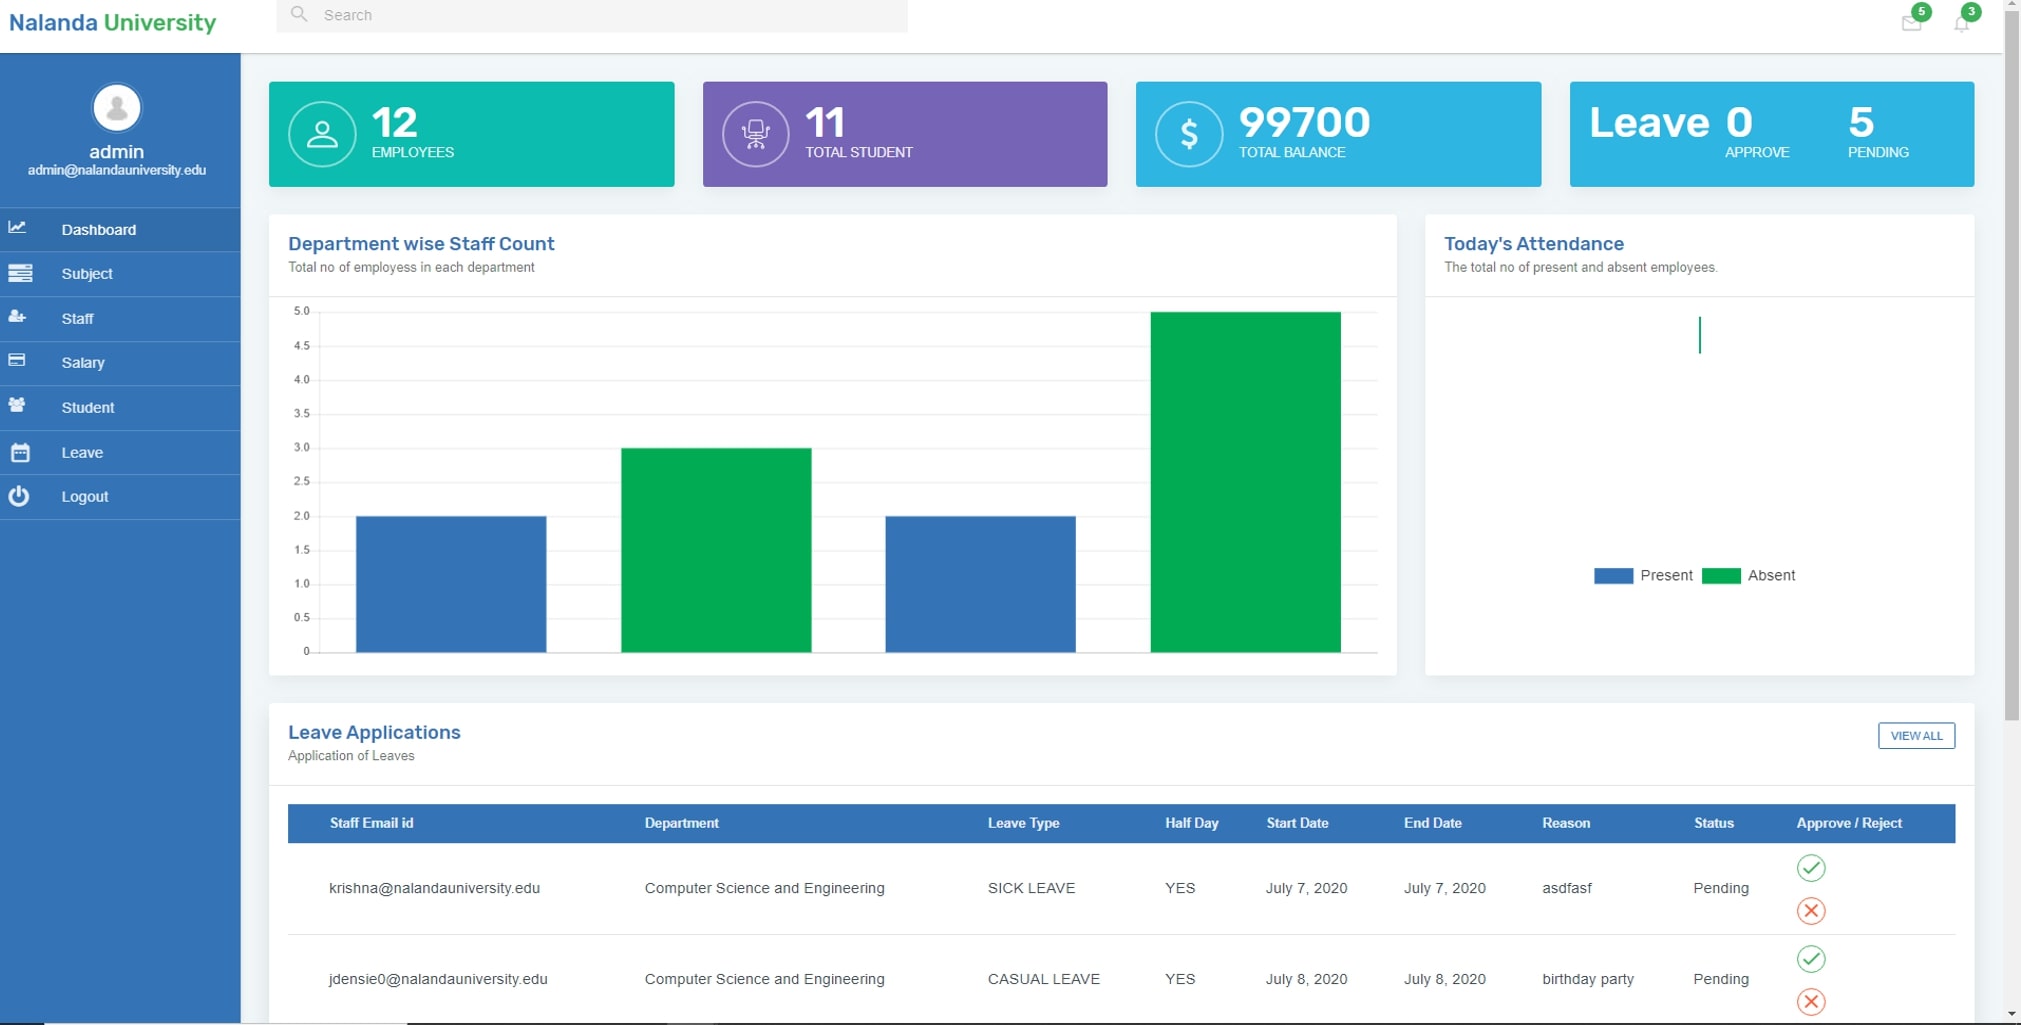 Nalanda University
Search
5
3
admin
admin@nalandauniversity.edu
Dashboard
Subject
Staff
Salary
Student
Leave
Logout
12
EMPLOYEES
11
TOTAL STUDENT
$
99700
TOTAL BALANCE
Leave 0 5
APPROVE PENDING
Department wise Staff Count
Total no of employess in each department
5.0
4.5
4.0
3.5
3.0
2.5
2.0
1.5
1.0
0.5
0
Today's Attendance
The total no of present and absent employees.
Present Absent
Leave Applications
Application of Leaves
VIEW ALL
Staff Email id Department Leave Type Half Day Start Date End Date Reason Status Approve / Reject
krishna@nalandauniversity.edu Computer Science and Engineering SICK LEAVE YES July 7, 2020 July 7, 2020 asdfasf Pending
jdensie0@nalandauniversity.edu Computer Science and Engineering CASUAL LEAVE YES July 8, 2020 July 8, 2020 birthday party Pending